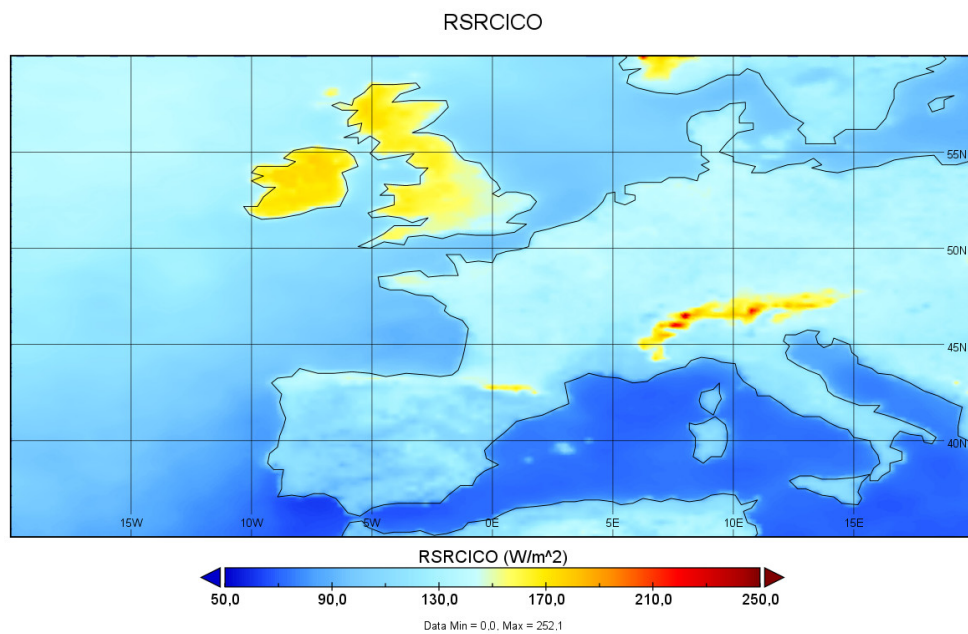 RSRCICO
55N
50N
45N
40N
15W 10W 5W 0E 5E 10E 15E
RSRCICO (W/m^2)
50,0 90,0 130,0 170,0 210,0 250,0
Data Min = 0,0, Max = 252,1